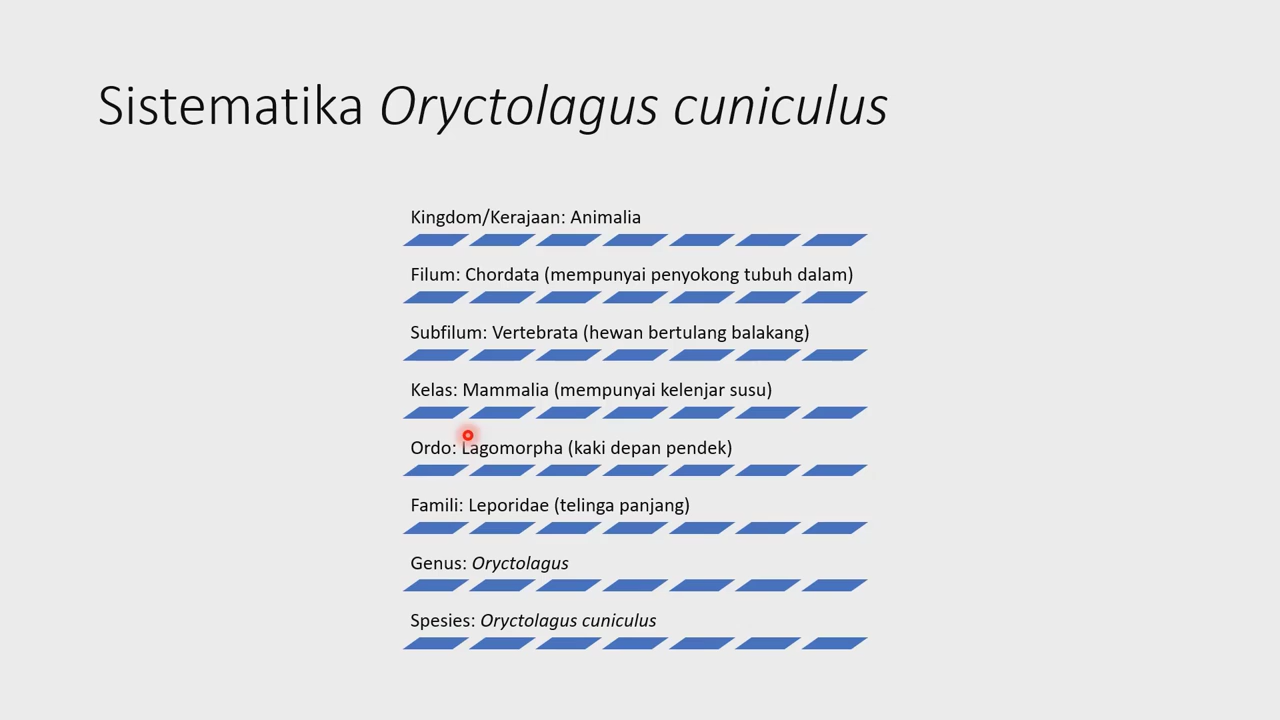 Sistematika Oryctolagus cuniculus
Kingdom/Kerajaan: Animalia
Filum: Chordata (mempunyai penyokong tubuh dalam)
Subfilum: Vertebrata (hewan bertulang balakang)
Kelas: Mammalia (mempunyai kelenjar susu)
Ordo: Lagomorpha (kaki depan pendek)
Famili: Leporidae (telinga panjang)
Genus: Oryctolagus
Spesies: Oryctolagus cuniculus